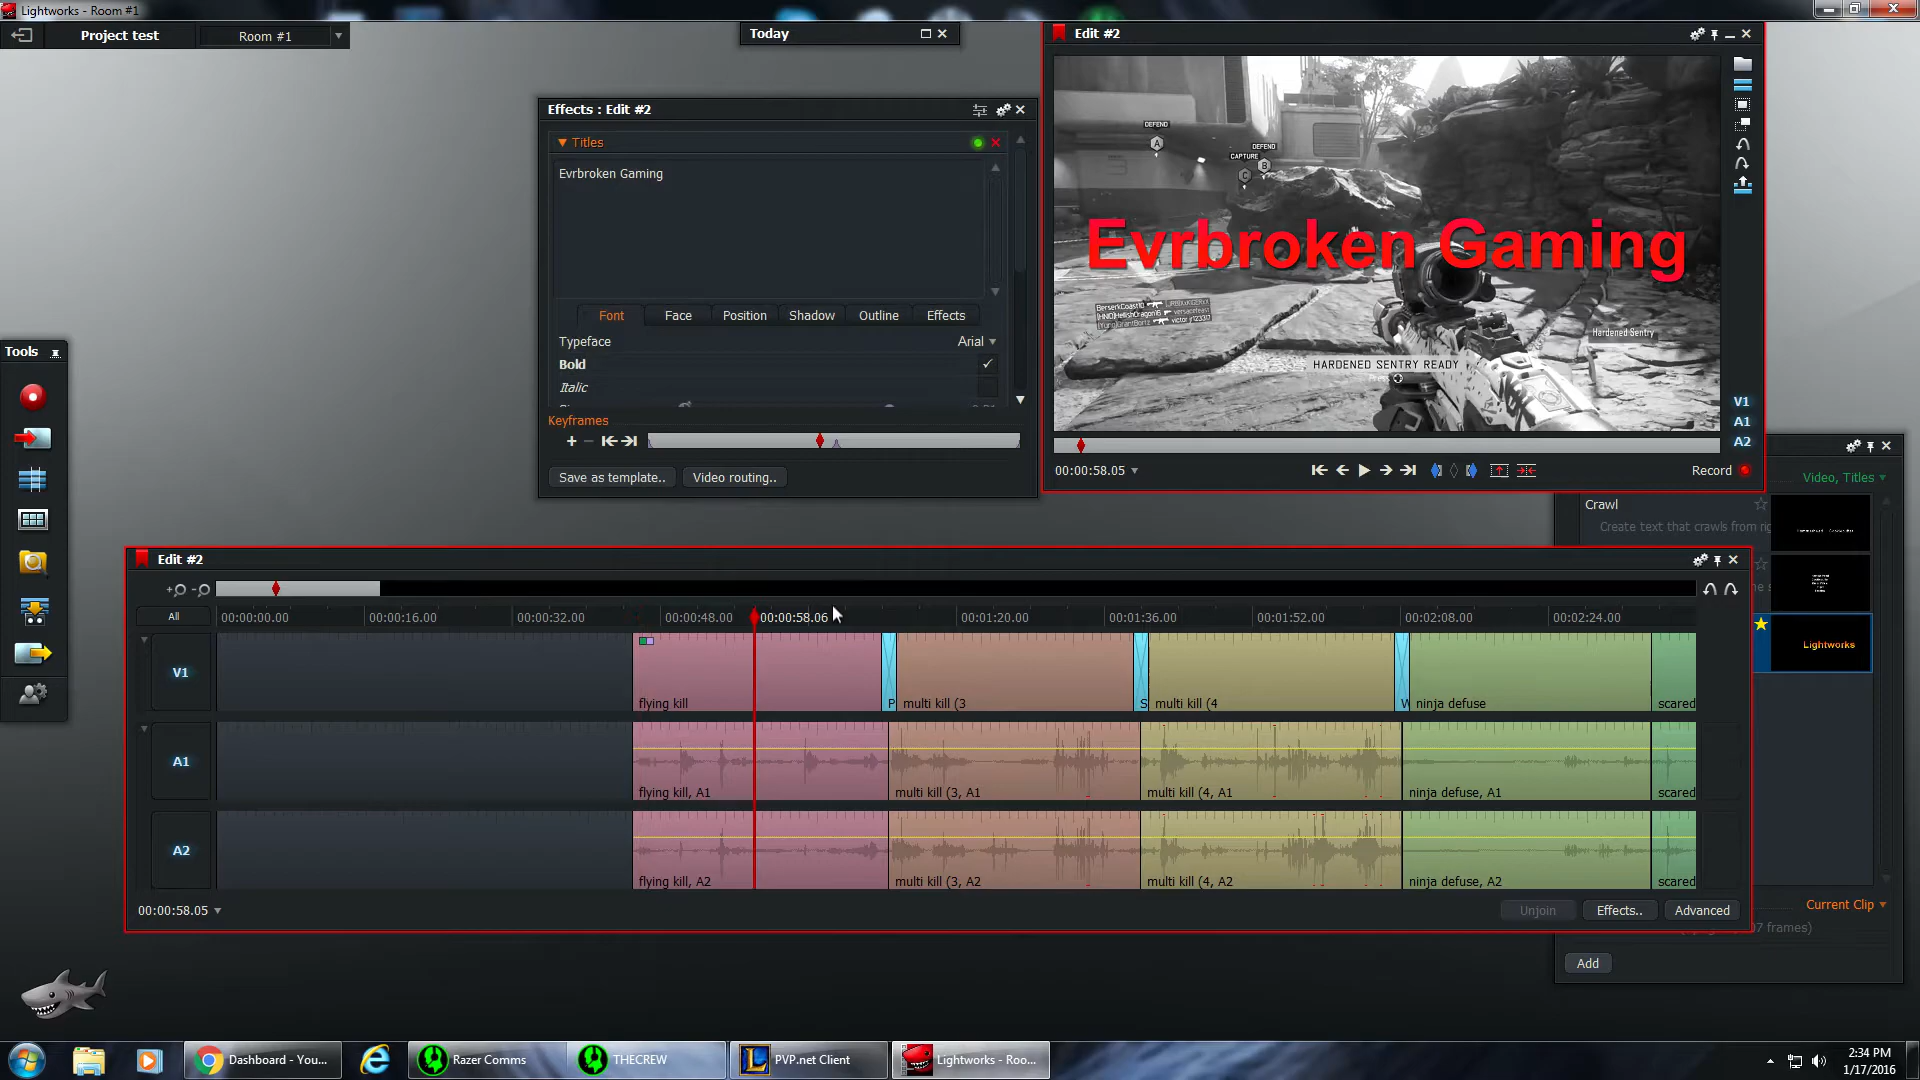 Lightworks - Room #1
Project test
Room #1
Today
Edit #2
Effects : Edit #2
Titles
Evrbroken Gaming
Font Face Position Shadow Outline Effects
Typeface Arial
Bold
Italic
Keyframes
Save as template.. Video routing..
DEFEND
A
DEFEND
CAPTURE B
C
Evrbroken Gaming
Hardened Sentry
HARDENED SENTRY READY
V1
A1
A2
00:00:58.05
Record
Tools
Video, Titles
Crawl
Create text that crawls from
Lightworks
Current Clip
07 frames)
Add
Edit #2
All
00:00:00.00 00:00:16.00 00:00:32.00 00:00:48.00 00:00:58.06 00:01:20.00 00:01:36.00 00:01:52.00 00:02:08.00 00:02:24.00
V1
flying kill P multi kill (3 S multi kill (4 W ninja defuse scared
A1
flying kill, A1 multi kill (3, A1 multi kill (4, A1 ninja defuse, A1 scared
A2
flying kill, A2 multi kill (3, A2 multi kill (4, A2 ninja defuse, A2 scared
00:00:58.05
Unjoin Effects.. Advanced
Dashboard - You...
Razer Comms
THECREW
PVP.net Client
Lightworks - Roo...
2:34 PM
1/17/2016